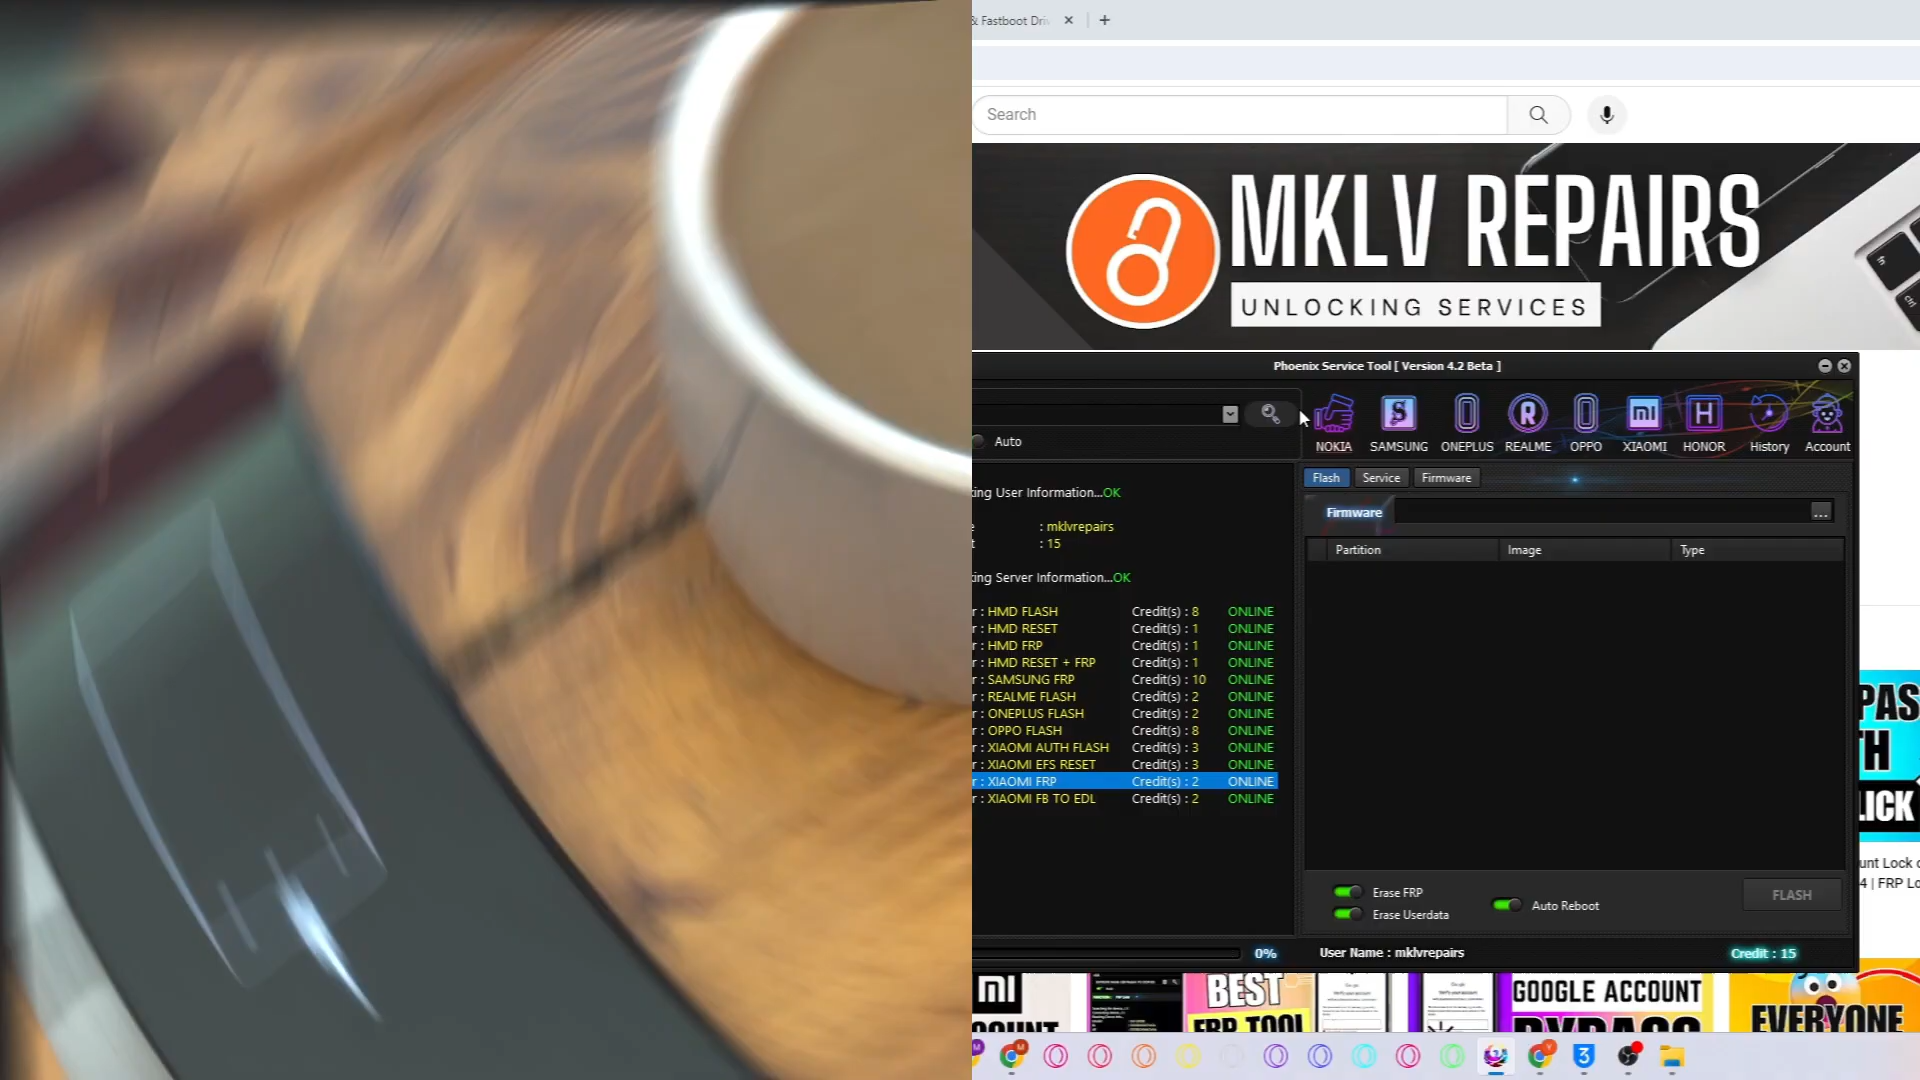 & Fastboot Dri
Search
MKLV REPAIRS
UNLOCKING SERVICES
Phoenix Service Tool [ Version 4.2 Beta ]
Auto
NOKIA SAMSUNG ONEPLUS REALME OPPO XIAOMI HONOR History Account
Flash Service Firmware
king User Information...OK
Firmware ...
e : mklvrepairs
t : 15
Partition Image Type
king Server Information...OK
r : HMD FLASH Credit(s) : 8 ONLINE
r : HMD RESET Credit(s) : 1 ONLINE
r : HMD FRP Credit(s) : 1 ONLINE
r : HMD RESET + FRP Credit(s) : 1 ONLINE
r : SAMSUNG FRP Credit(s) : 10 ONLINE
r : REALME FLASH Credit(s) : 2 ONLINE
r : ONEPLUS FLASH Credit(s) : 2 ONLINE
r : OPPO FLASH Credit(s) : 8 ONLINE
r : XIAOMI AUTH FLASH Credit(s) : 3 ONLINE
r : XIAOMI EFS RESET Credit(s) : 3 ONLINE
r : XIAOMI FRP Credit(s) : 2 ONLINE
r : XIAOMI FB TO EDL Credit(s) : 2 ONLINE
PAS
TH
LICK
unt Lock o
4 | FRP Lo
Erase FRP
Erase Userdata
Auto Reboot
FLASH
0%
User Name : mklvrepairs
Credit : 15
BEST
FRP TOOL
GOOGLE ACCOUNT
BYPASS
EVERYONE